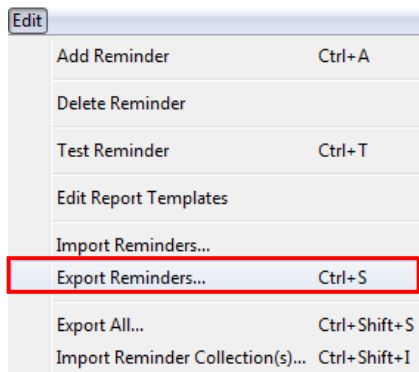 Edit
Add Reminder Ctrl+A
Delete Reminder
Test Reminder Ctrl+T
Edit Report Templates
Import Reminders...
Export Reminders... Ctrl+S
Export All... Ctrl+Shift+S
Import Reminder Collection(s)... Ctrl+Shift+I